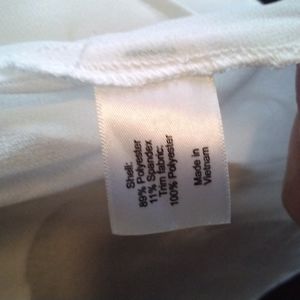 Shell:
89% Polyester
11% Spandex
Trim fabric:
100% Polyester
Made in
Vietnam